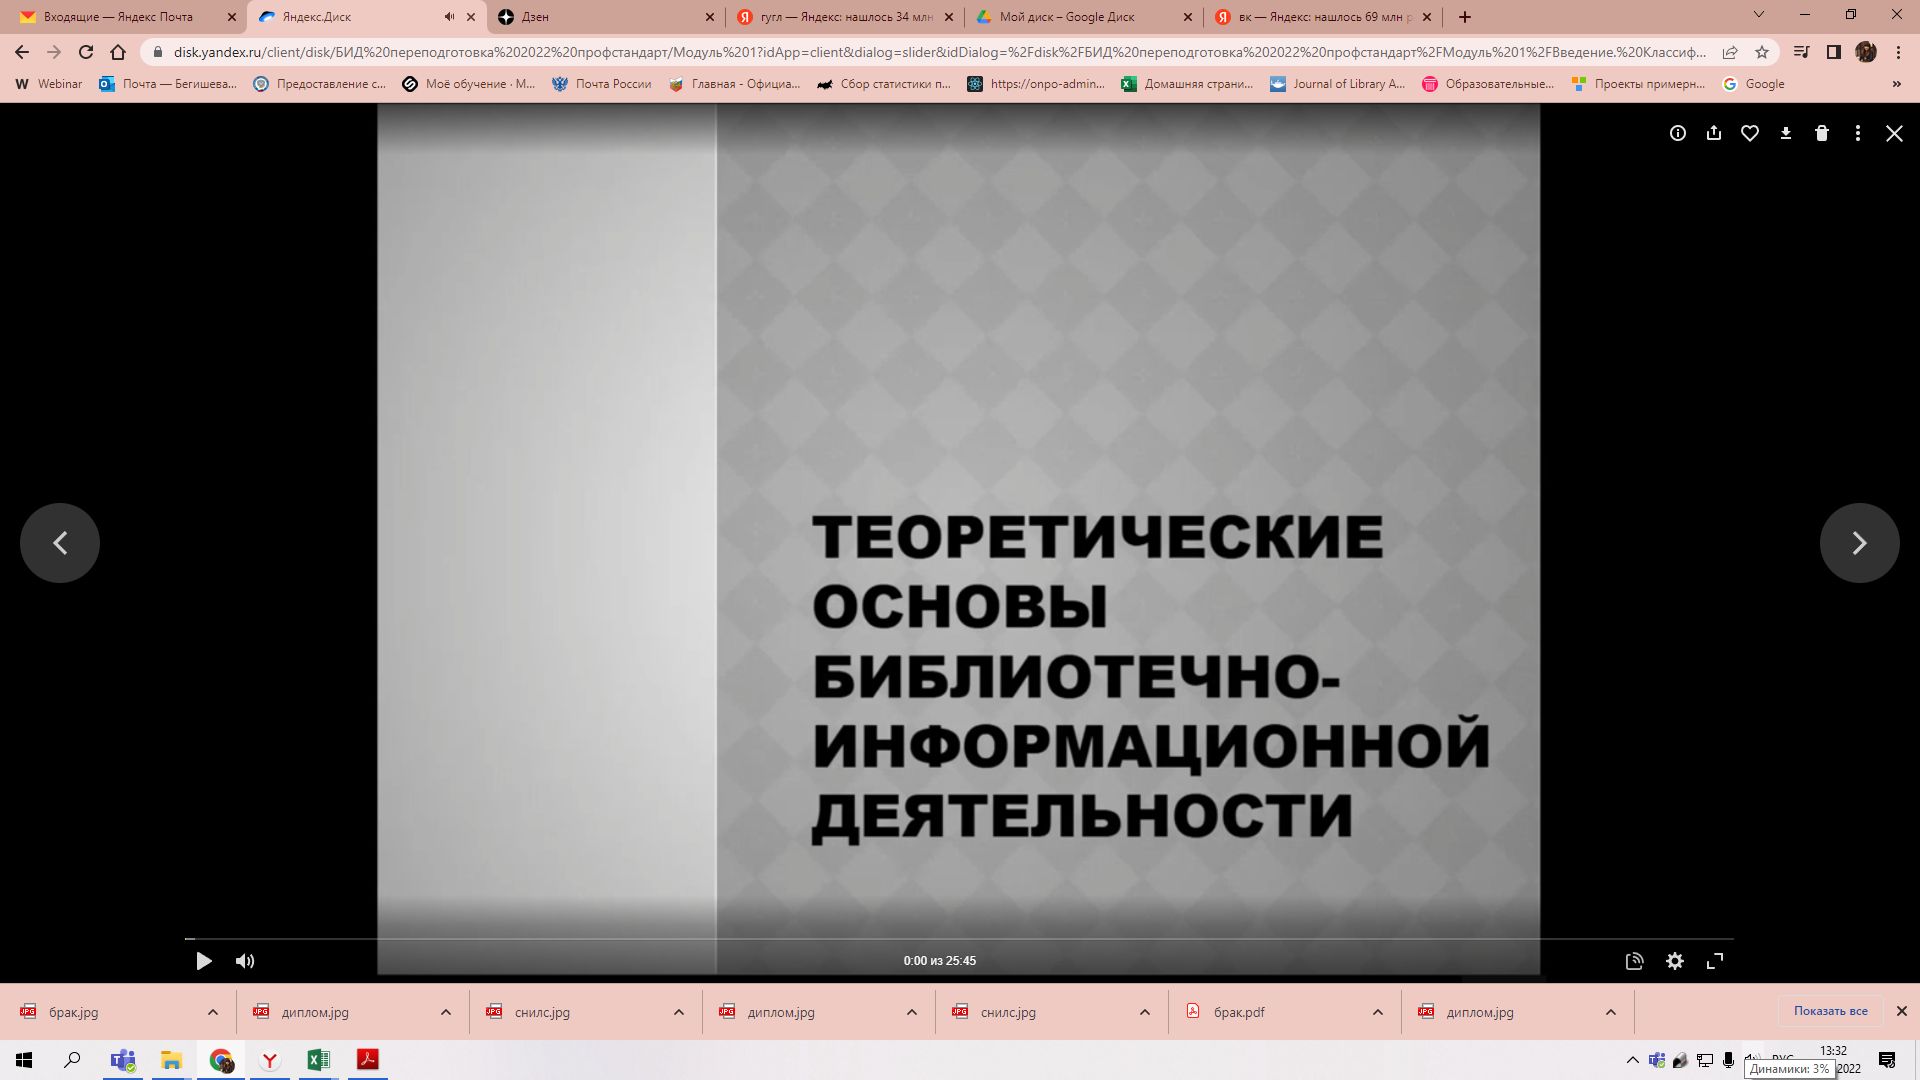 Входящие — Яндекс Почта
Яндекс.Диск
Дзен
гугл — Яндекс: нашлось 34 млн
Мой диск – Google Диск
вк — Яндекс: нашлось 69 млн р
disk.yandex.ru/client/disk/БИД%20переподготовка%202022%20профстандарт/Модуль%201?idApp=client&dialog=slider&idDialog=%2Fdisk%2FБИД%20переподготовка%202022%20профстандарт%2FМодуль%201%2FВведение.%20Классиф...
Webinar
Почта — Бегишева...
Предоставление с...
Моё обучение · М...
Почта России
Главная - Официа...
Сбор статистики п...
https://onpo-admin...
Домашняя страни...
Journal of Library A...
Образовательные...
Проекты примерн...
Google
ТЕОРЕТИЧЕСКИЕ
ОСНОВЫ
БИБЛИОТЕЧНО-
ИНФОРМАЦИОННОЙ
ДЕЯТЕЛЬНОСТИ
0:00 из 25:45
брак.jpg
диплом.jpg
снилс.jpg
диплом.jpg
снилс.jpg
брак.pdf
диплом.jpg
Показать все
13:32
Динамики: 3%
2022